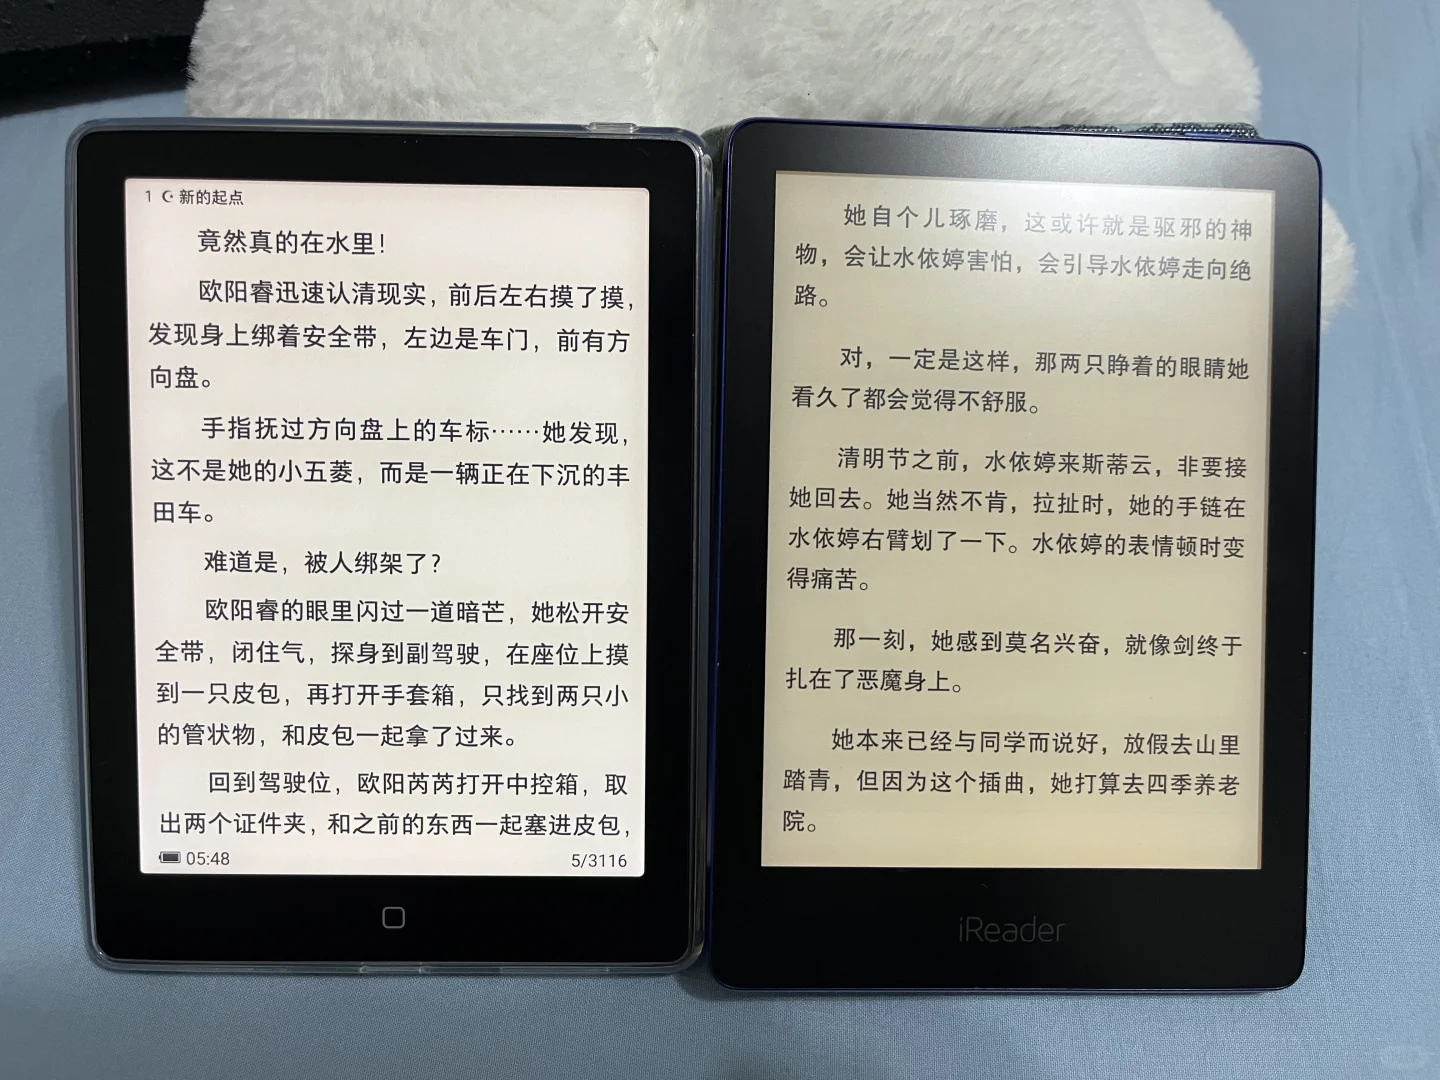 1 新的起点
竟然真的在水里！
欧阳睿迅速认清现实，前后左右摸了摸，
发现身上绑着安全带，左边是车门，前有方
向盘。
手指抚过方向盘上的车标……她发现，
这不是她的小五菱，而是一辆正在下沉的丰
田车。
难道是，被人绑架了？
欧阳睿的眼里闪过一道暗芒，她松开安
全带，闭住气，探身到副驾驶，在座位上摸
到一只皮包，再打开手套箱，只找到两只小
的管状物，和皮包一起拿了过来。
回到驾驶位，欧阳芮芮打开中控箱，取
出两个证件夹，和之前的东西一起塞进皮包，
05:48
5/3116
她自个儿琢磨，这或许就是驱邪的神
物，会让水依婷害怕，会引导水依婷走向绝
路。
对，一定是这样，那两只睁着的眼睛她
看久了都会觉得不舒服。
清明节之前，水依婷来斯蒂云，非要接
她回去。她当然不肯，拉扯时，她的手链在
水依婷右臂划了一下。水依婷的表情顿时变
得痛苦。
那一刻，她感到莫名兴奋，就像剑终于
扎在了恶魔身上。
她本来已经与同学而说好，放假去山里
踏青，但因为这个插曲，她打算去四季养老
院。
iReader